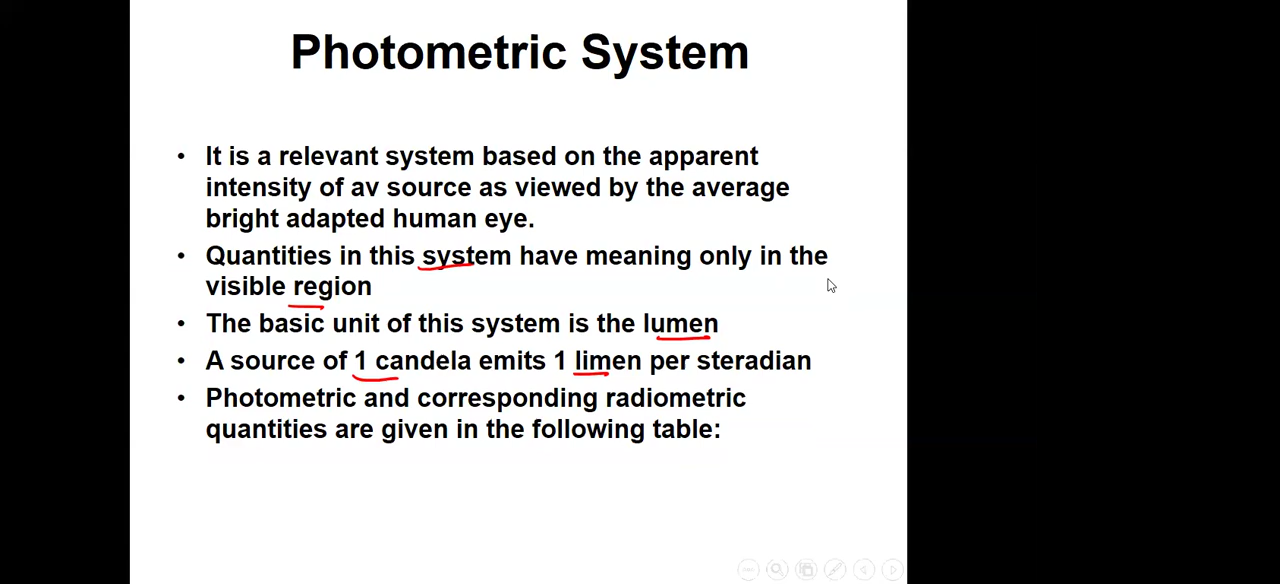 Photometric System
• It is a relevant system based on the apparent
intensity of av source as viewed by the average
bright adapted human eye.
• Quantities in this system have meaning only in the
visible region
• The basic unit of this system is the lumen
• A source of 1 candela emits 1 limen per steradian
• Photometric and corresponding radiometric
quantities are given in the following table: